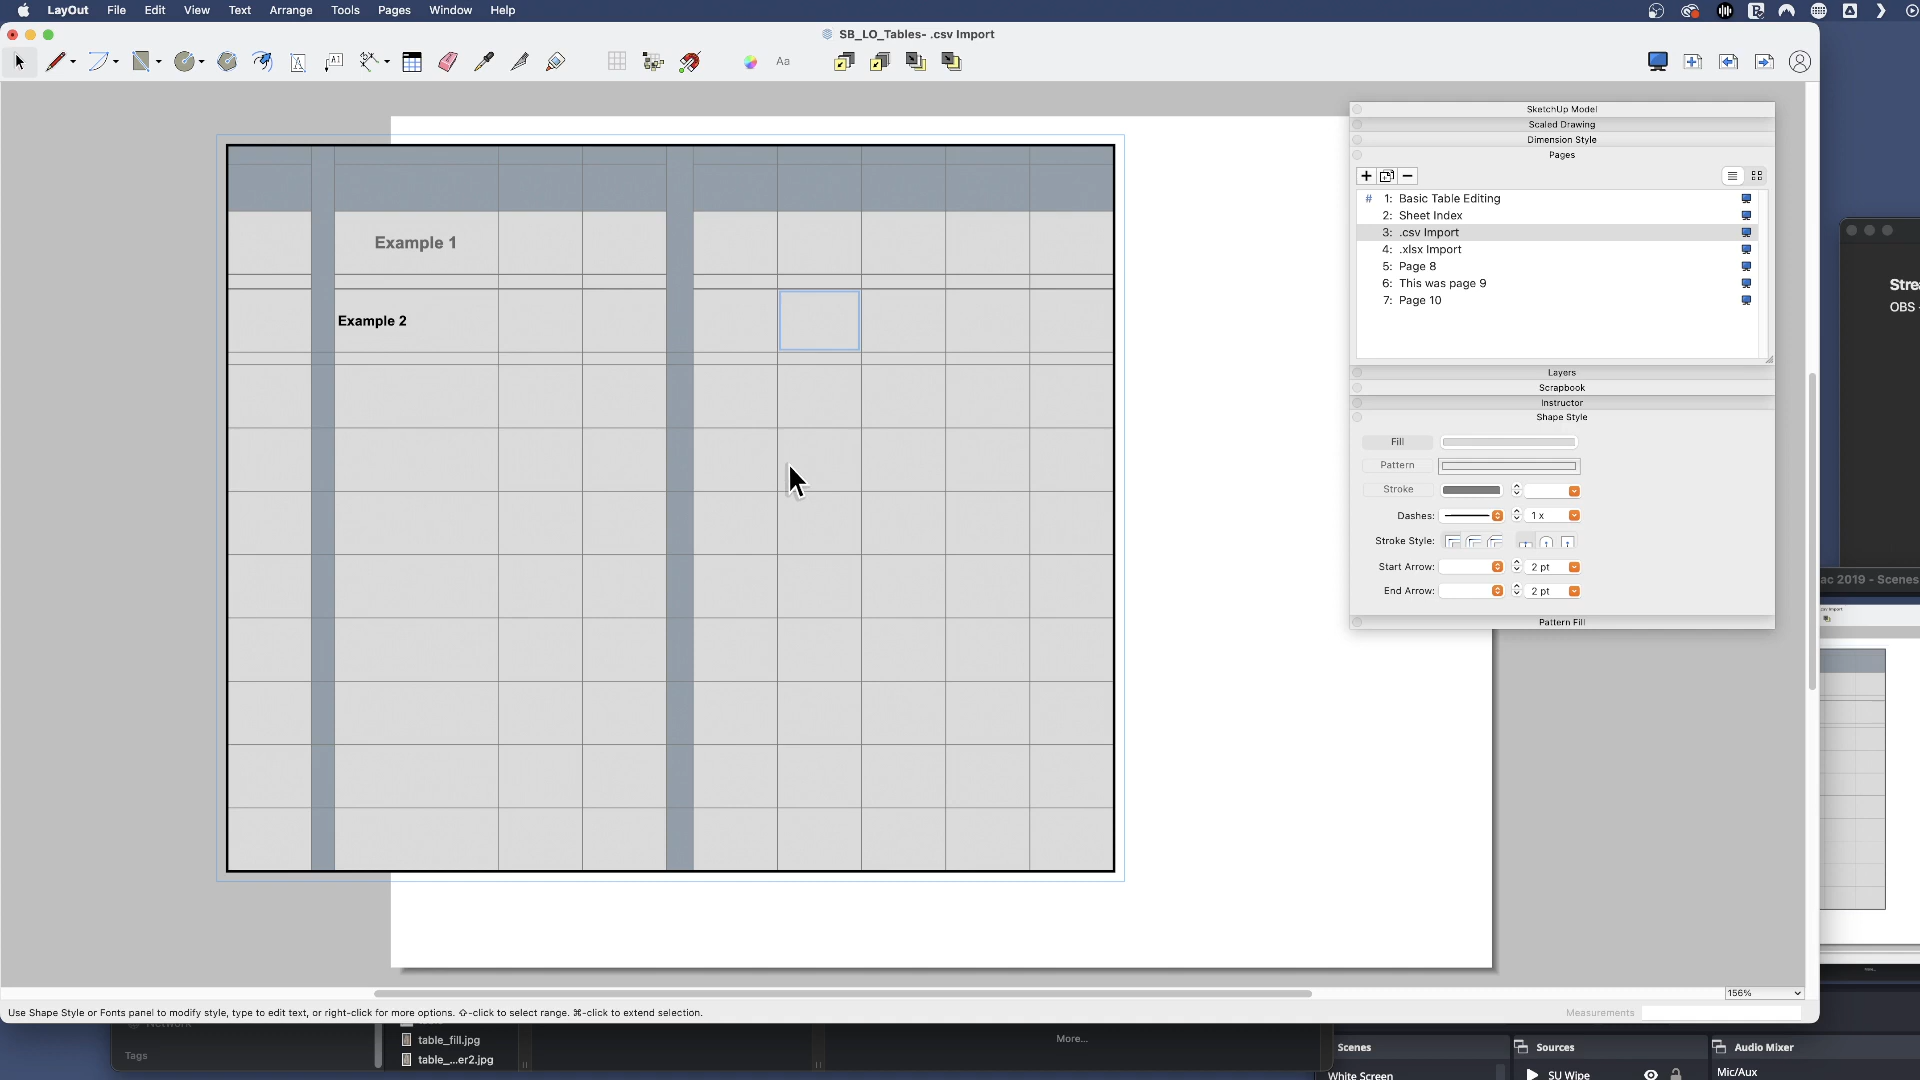 LayOut File Edit View Text Arrange Tools Pages Window Help
SB_LO_Tables- .csv Import
A1
Aa
SketchUp Model
Scaled Drawing
Dimension Style
Pages
# 1: Basic Table Editing
2: Sheet Index
3: .csv Import
4: .xlsx Import
5: Page 8
6: This was page 9
7: Page 10
Layers
Scrapbook
Instructor
Shape Style
Fill
Pattern
Stroke
Dashes: 1 x
Stroke Style:
Start Arrow: 2 pt
End Arrow: 2 pt
Pattern Fill
Example 1
Example 2
Strea
OBS -
ac 2019 - Scenes
156%
Use Shape Style or Fonts panel to modify style, type to edit text, or right-click for more options. ⇧-click to select range. ⌘-click to extend selection.
Measurements
Network
Tags
table_fill.jpg
table_...er2.jpg
More...
Scenes
White Screen
Sources
SU Wipe
Audio Mixer
Mic/Aux